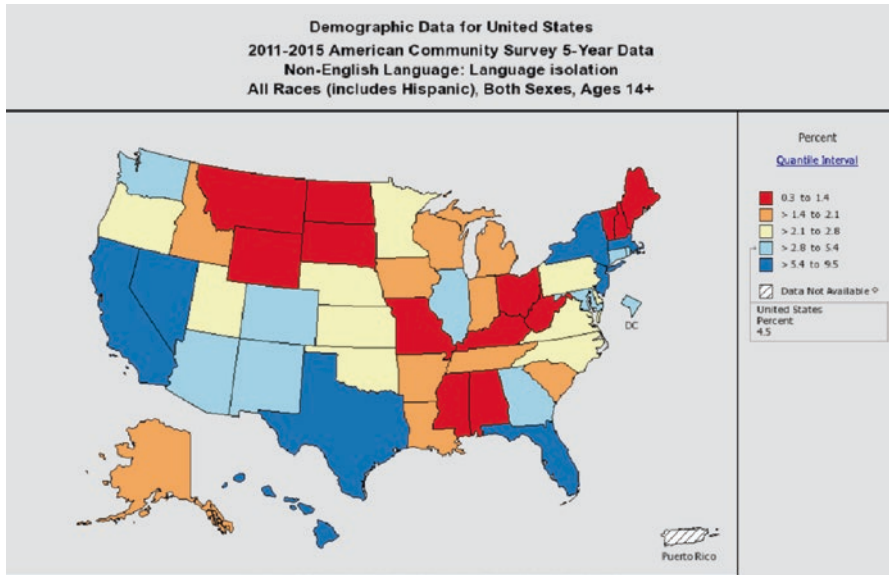 Demographic Data for United States
2011-2015 American Community Survey 5-Year Data
Non-English Language: Language isolation
All Races (includes Hispanic), Both Sexes, Ages 14+
Percent
Quantile Interval
0.3 to 1.4
> 1.4 to 2.1
> 2.1 to 2.8
> 2.8 to 5.4
> 5.4 to 9.5
Data Not Available ◊
United States
Percent
4.5
DC
Puerto Rico